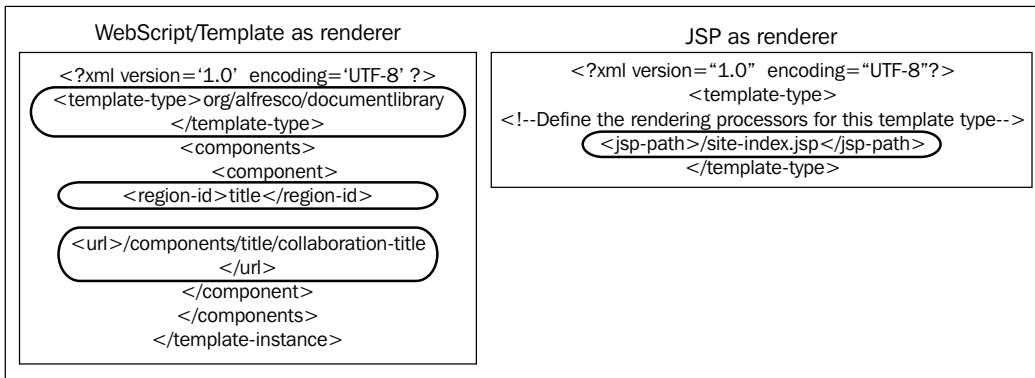 WebScript/Template as renderer
<?xml version=‘1.0’ encoding=‘UTF-8’ ?>
<template-type>org/alfresco/documentlibrary
</template-type>
<components>
<component>
<region-id>title</region-id>
<url>/components/title/collaboration-title
</url>
</component>
</components>
</template-instance>
JSP as renderer
<?xml version=“1.0” encoding=“UTF-8”?>
<template-type>
<!--Define the rendering processors for this template type-->
<jsp-path>/site-index.jsp</jsp-path>
</template-type>